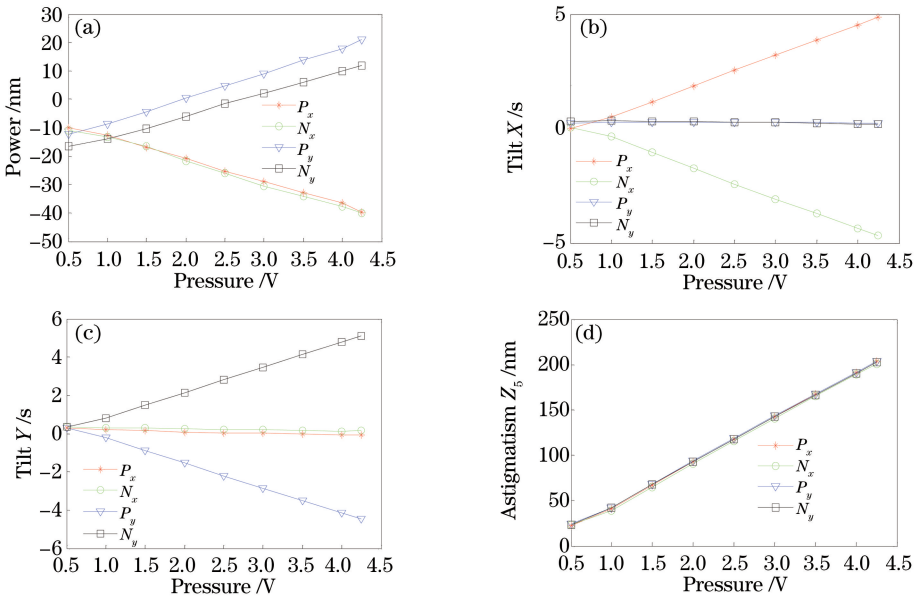 (a)
Power /nm
30
20
10
0
−10
−20
−30
−40
−50
0.5 1.0 1.5 2.0 2.5 3.0 3.5 4.0 4.5
Pressure /V
Px
Nx
Py
Ny
(b)
Tilt X /s
5
0
−5
0.5 1.0 1.5 2.0 2.5 3.0 3.5 4.0 4.5
Pressure /V
Px
Nx
Py
Ny
(c)
Tilt Y /s
6
4
2
0
−2
−4
−6
0.5 1.0 1.5 2.0 2.5 3.0 3.5 4.0 4.5
Pressure /V
Px
Nx
Py
Ny
(d)
Astigmatism Z5 /nm
250
200
150
100
50
0
0.5 1.0 1.5 2.0 2.5 3.0 3.5 4.0 4.5
Pressure /V
Px
Nx
Py
Ny